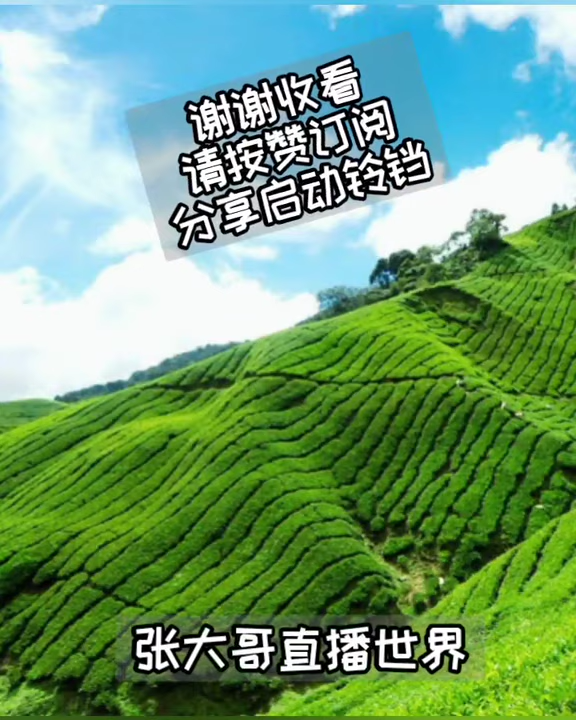 谢谢收看
请按赞订阅
分享启动铃铛
张大哥直播世界